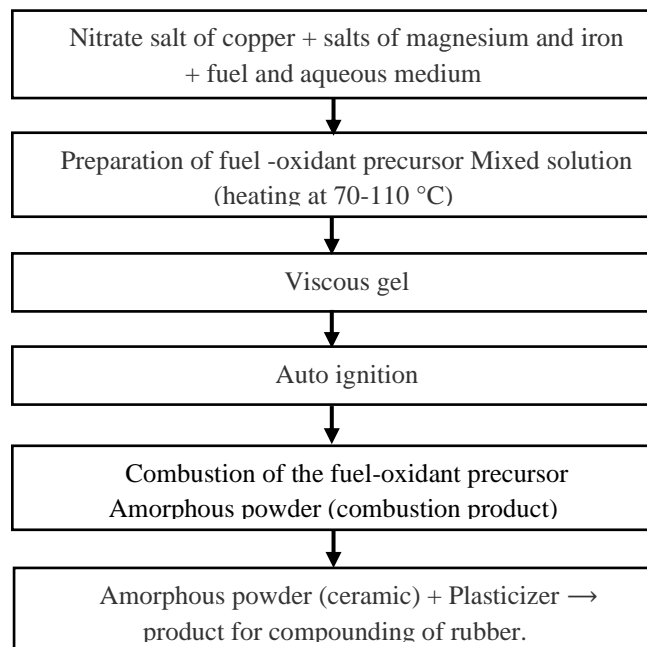 Nitrate salt of copper + salts of magnesium and iron
+ fuel and aqueous medium
Preparation of fuel -oxidant precursor Mixed solution
(heating at 70-110 °C)
Viscous gel
Auto ignition
Combustion of the fuel-oxidant precursor
Amorphous powder (combustion product)
Amorphous powder (ceramic) + Plasticizer →
product for compounding of rubber.